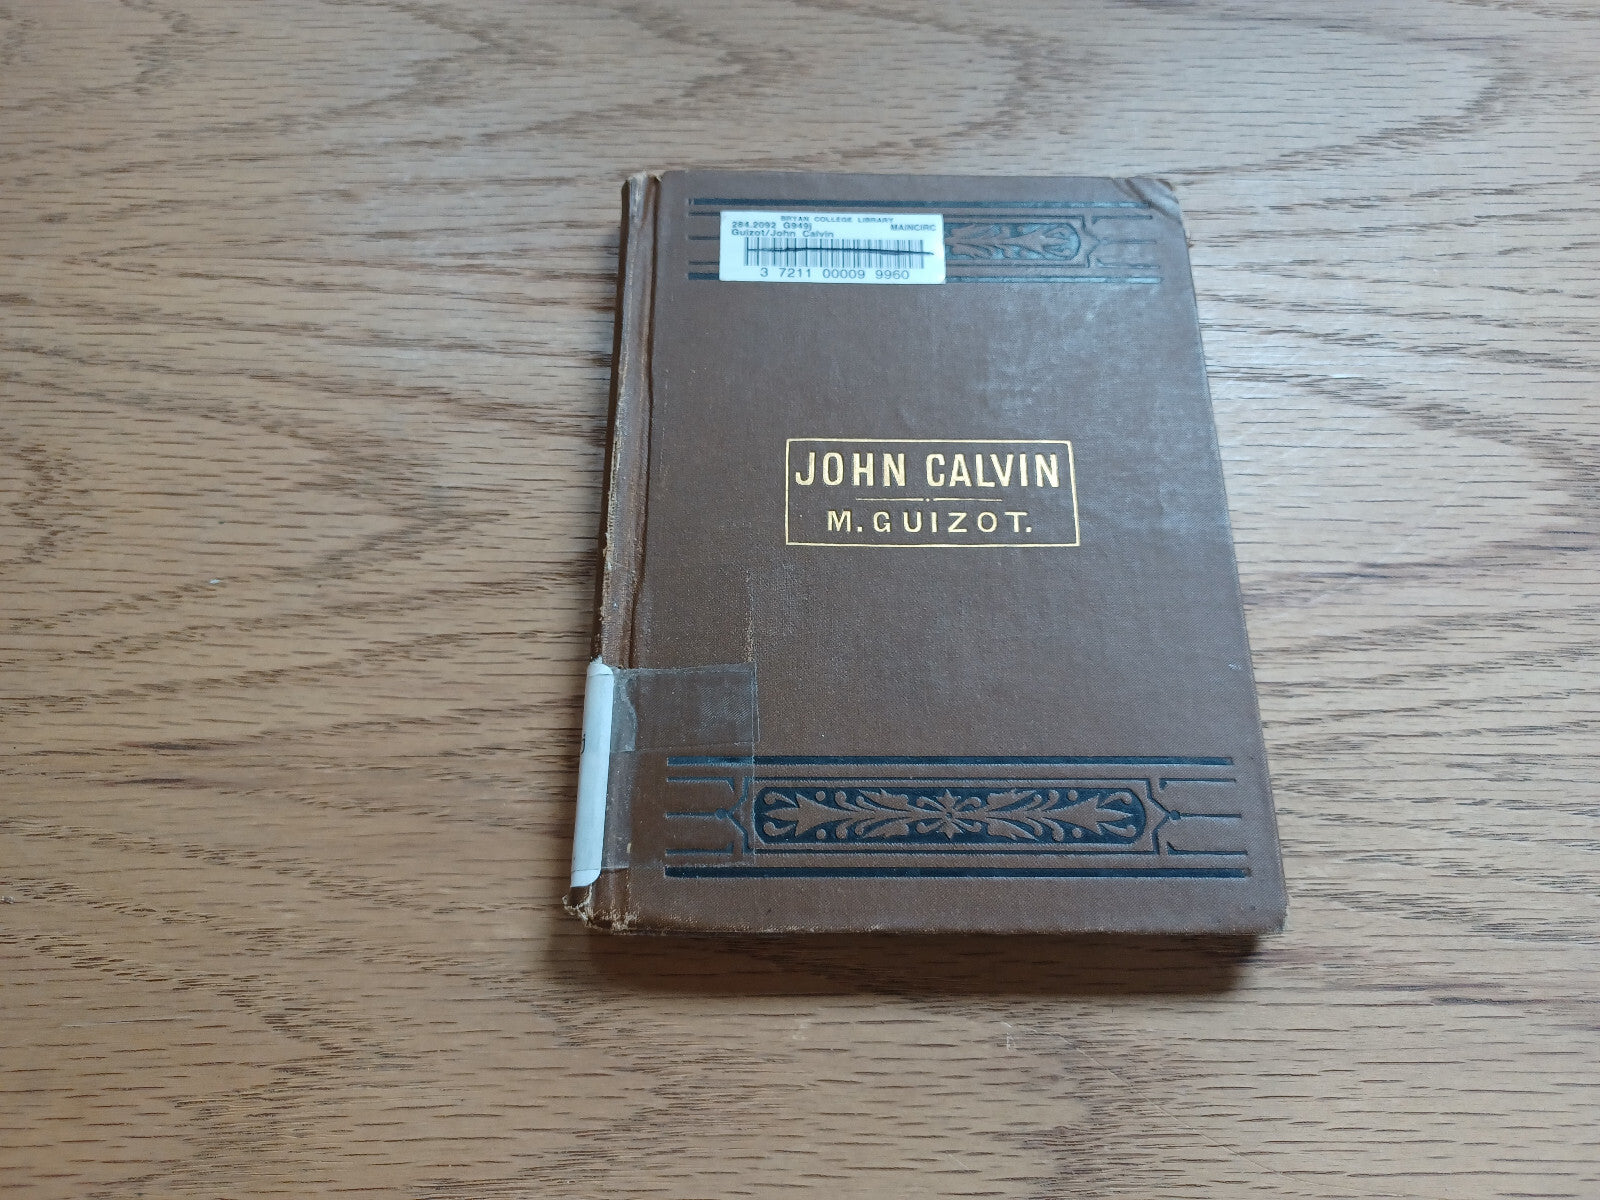 BRYAN COLLEGE LIBRARY
284.2092 G949j MAINCIRC
Guizot/John Calvin
3 7211 00009 9960
JOHN CALVIN
M. GUIZOT.
j